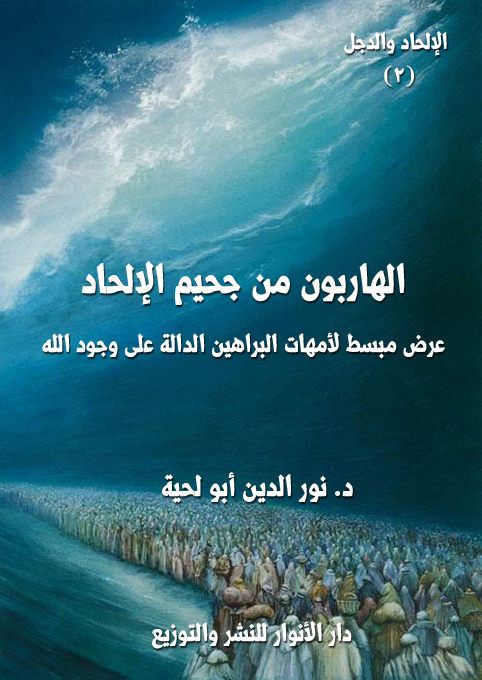 الإلحاد والدجل
(٢)
الهاربون من جحيم الإلحاد
عرض مبسط لأمهات البراهين الدالة على وجود الله
د. نور الدين أبو لحية
دار الأنوار للنشر والتوزيع